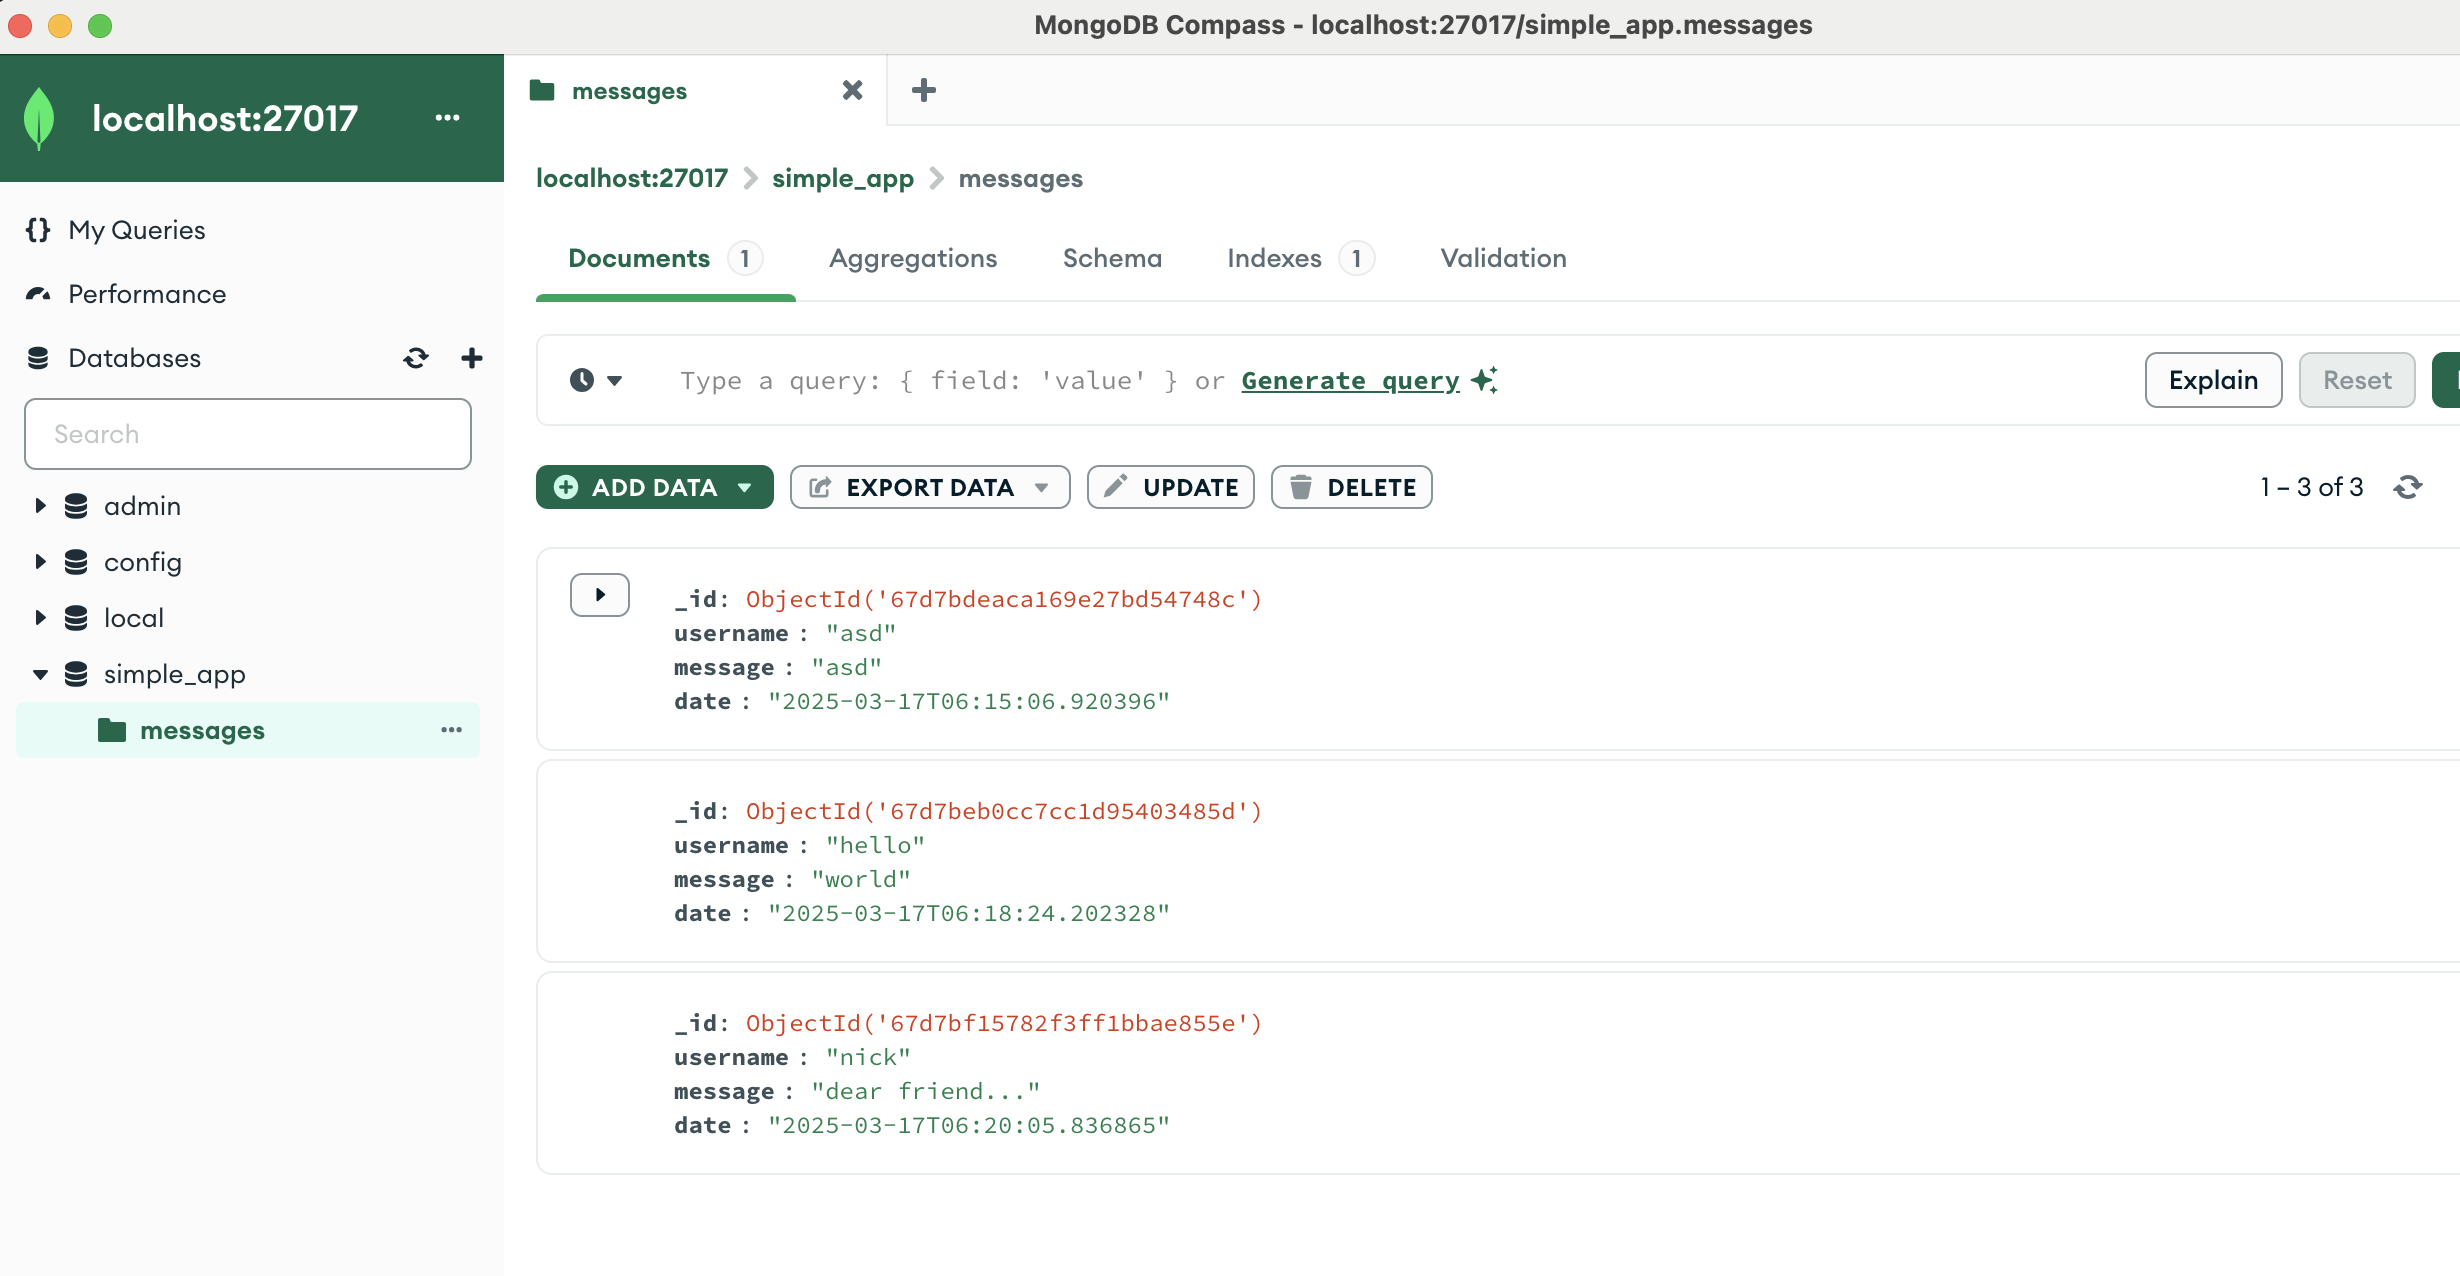 MongoDB Compass - localhost:27017/simple_app.messages
localhost:27017
messages
localhost:27017 > simple_app > messages
My Queries
Performance
Databases
Search
admin
config
local
simple_app
messages
Documents 1 Aggregations Schema Indexes 1 Validation
Type a query: { field: 'value' } or Generate query
Explain Reset
ADD DATA EXPORT DATA UPDATE DELETE 1 – 3 of 3
_id: ObjectId('67d7bdeaca169e27bd54748c')
username : "asd"
message : "asd"
date : "2025-03-17T06:15:06.920396"
_id: ObjectId('67d7beb0cc7cc1d95403485d')
username : "hello"
message : "world"
date : "2025-03-17T06:18:24.202328"
_id: ObjectId('67d7bf15782f3ff1bbae855e')
username : "nick"
message : "dear friend..."
date : "2025-03-17T06:20:05.836865"